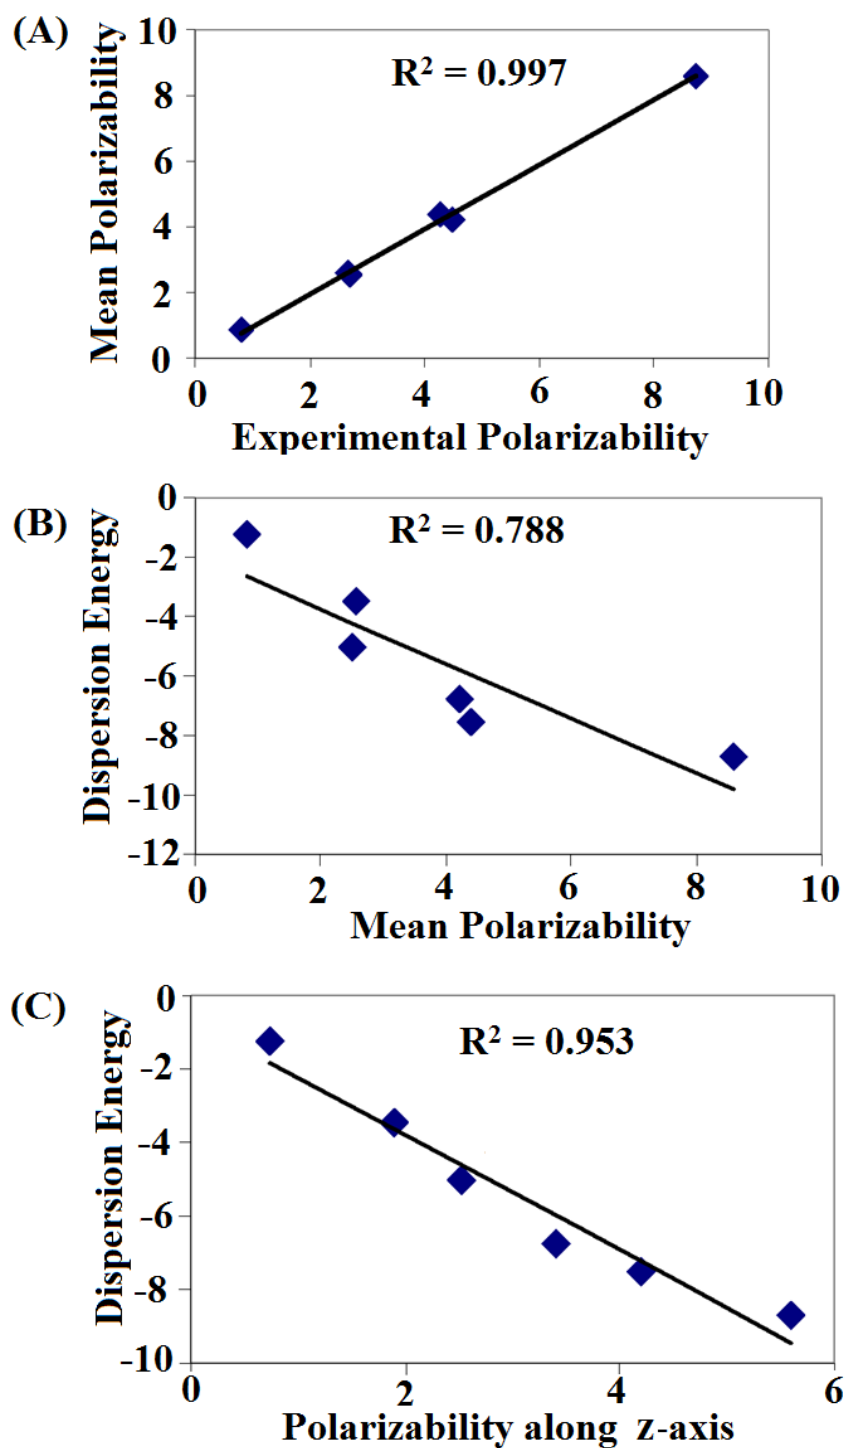 (A)
R² = 0.997
Mean Polarizability
10
8
6
4
2
0
0 2 4 6 8 10
Experimental Polarizability
(B)
R² = 0.788
Dispersion Energy
0
-2
-4
-6
-8
-10
-12
0 2 4 6 8 10
Mean Polarizability
(C)
R² = 0.953
Dispersion Energy
0
-2
-4
-6
-8
-10
0 2 4 6
Polarizability along z-axis